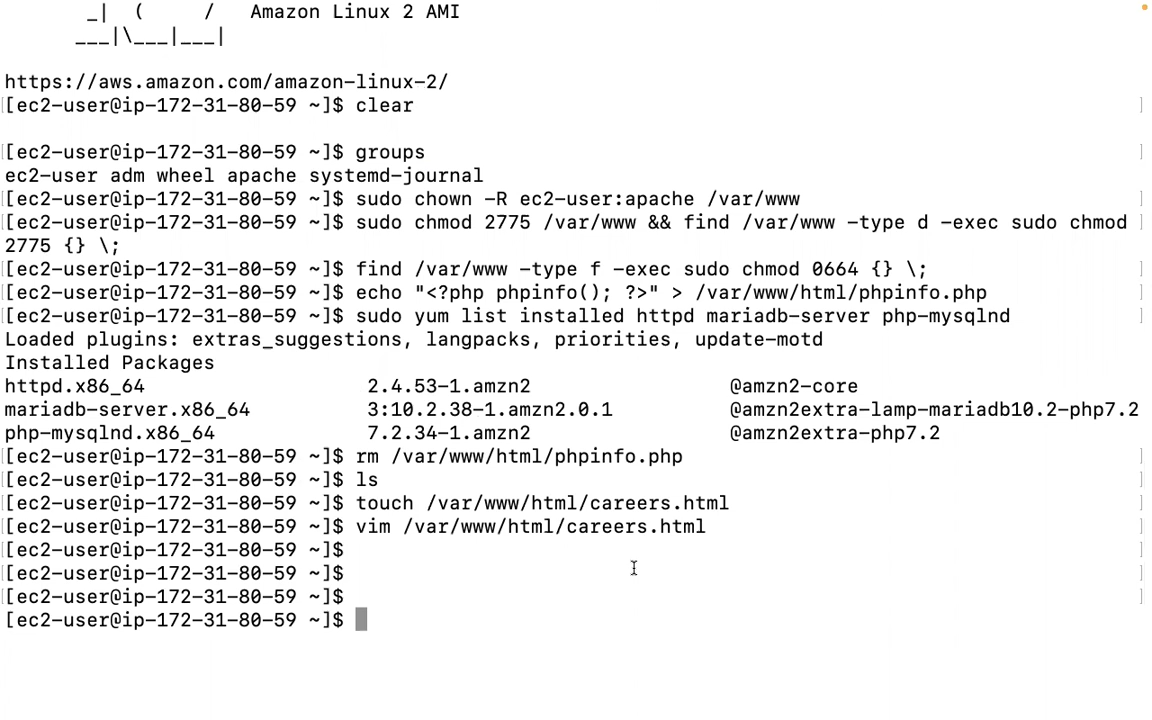 _|  (     /   Amazon Linux 2 AMI
___|\___|___|
https://aws.amazon.com/amazon-linux-2/
[ec2-user@ip-172-31-80-59 ~]$ clear
[ec2-user@ip-172-31-80-59 ~]$ groups
ec2-user adm wheel apache systemd-journal
[ec2-user@ip-172-31-80-59 ~]$ sudo chown -R ec2-user:apache /var/www
[ec2-user@ip-172-31-80-59 ~]$ sudo chmod 2775 /var/www && find /var/www -type d -exec sudo chmod
2775 {} \;
[ec2-user@ip-172-31-80-59 ~]$ find /var/www -type f -exec sudo chmod 0664 {} \;
[ec2-user@ip-172-31-80-59 ~]$ echo "<?php phpinfo(); ?>" > /var/www/html/phpinfo.php
[ec2-user@ip-172-31-80-59 ~]$ sudo yum list installed httpd mariadb-server php-mysqlnd
Loaded plugins: extras_suggestions, langpacks, priorities, update-motd
Installed Packages
httpd.x86_64                   2.4.53-1.amzn2                 @amzn2-core
mariadb-server.x86_64          3:10.2.38-1.amzn2.0.1          @amzn2extra-lamp-mariadb10.2-php7.2
php-mysqlnd.x86_64             7.2.34-1.amzn2                 @amzn2extra-php7.2
[ec2-user@ip-172-31-80-59 ~]$ rm /var/www/html/phpinfo.php
[ec2-user@ip-172-31-80-59 ~]$ ls
[ec2-user@ip-172-31-80-59 ~]$ touch /var/www/html/careers.html
[ec2-user@ip-172-31-80-59 ~]$ vim /var/www/html/careers.html
[ec2-user@ip-172-31-80-59 ~]$
[ec2-user@ip-172-31-80-59 ~]$
[ec2-user@ip-172-31-80-59 ~]$
[ec2-user@ip-172-31-80-59 ~]$